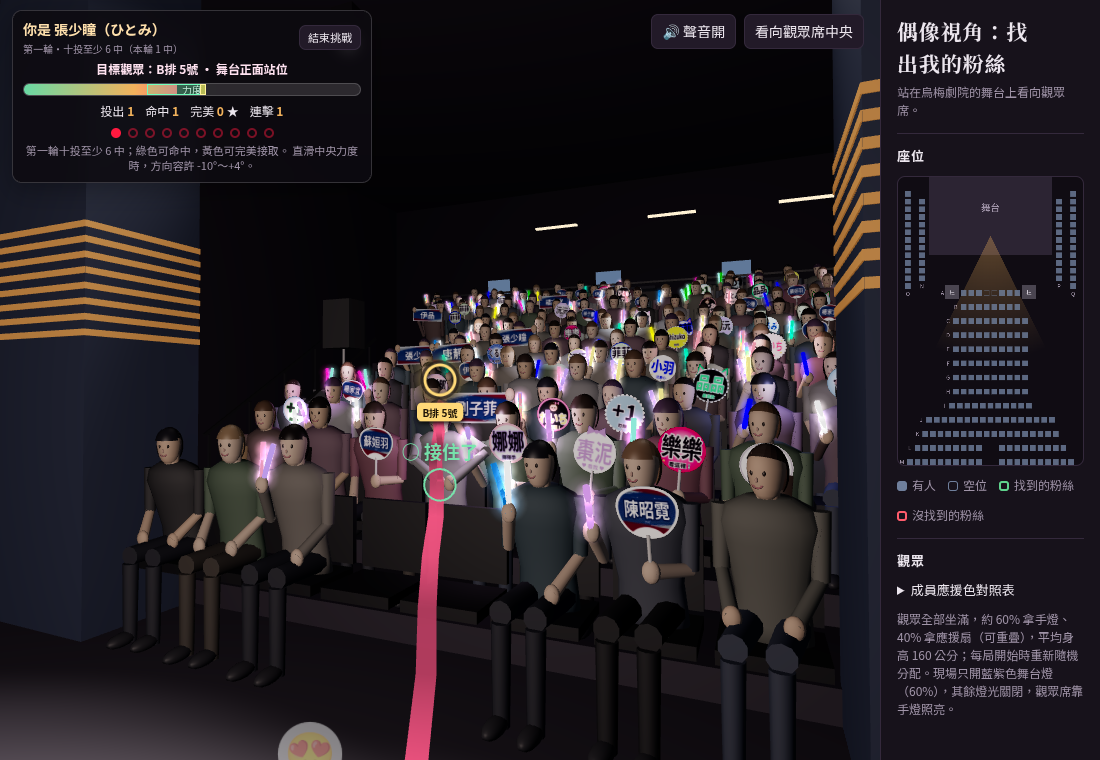 你是 張少瞳（ひとみ）
第一輪・十投至少 6 中（本輪 1 中）
結束挑戰
目標觀眾：B排 5號 ・ 舞台正面站位
力度
投出 1 命中 1 完美 0 ★ 連擊 1
第一輪十投至少 6 中；綠色可命中，黃色可完美接取。 直滑中央力度
時，方向容許 -10°～+4°。
🔊 聲音開
看向觀眾席中央
伊品
張少
唐靜
小羽
B排 5號
劉子菲
+1
蘇姮羽
接住了
娜娜
棗泥
樂樂
陳昭霓
偶像視角：找
出我的粉絲
站在烏梅劇院的舞台上看向觀眾
席。
座位
舞台
有人
空位
找到的粉絲
沒找到的粉絲
觀眾
▶ 成員應援色對照表
觀眾全部坐滿，約 60% 拿手燈、
40% 拿應援扇（可重疊），平均身
高 160 公分；每局開始時重新隨機
分配。現場只開藍紫色舞台燈
（60%），其餘燈光關閉，觀眾席靠
手燈照亮。